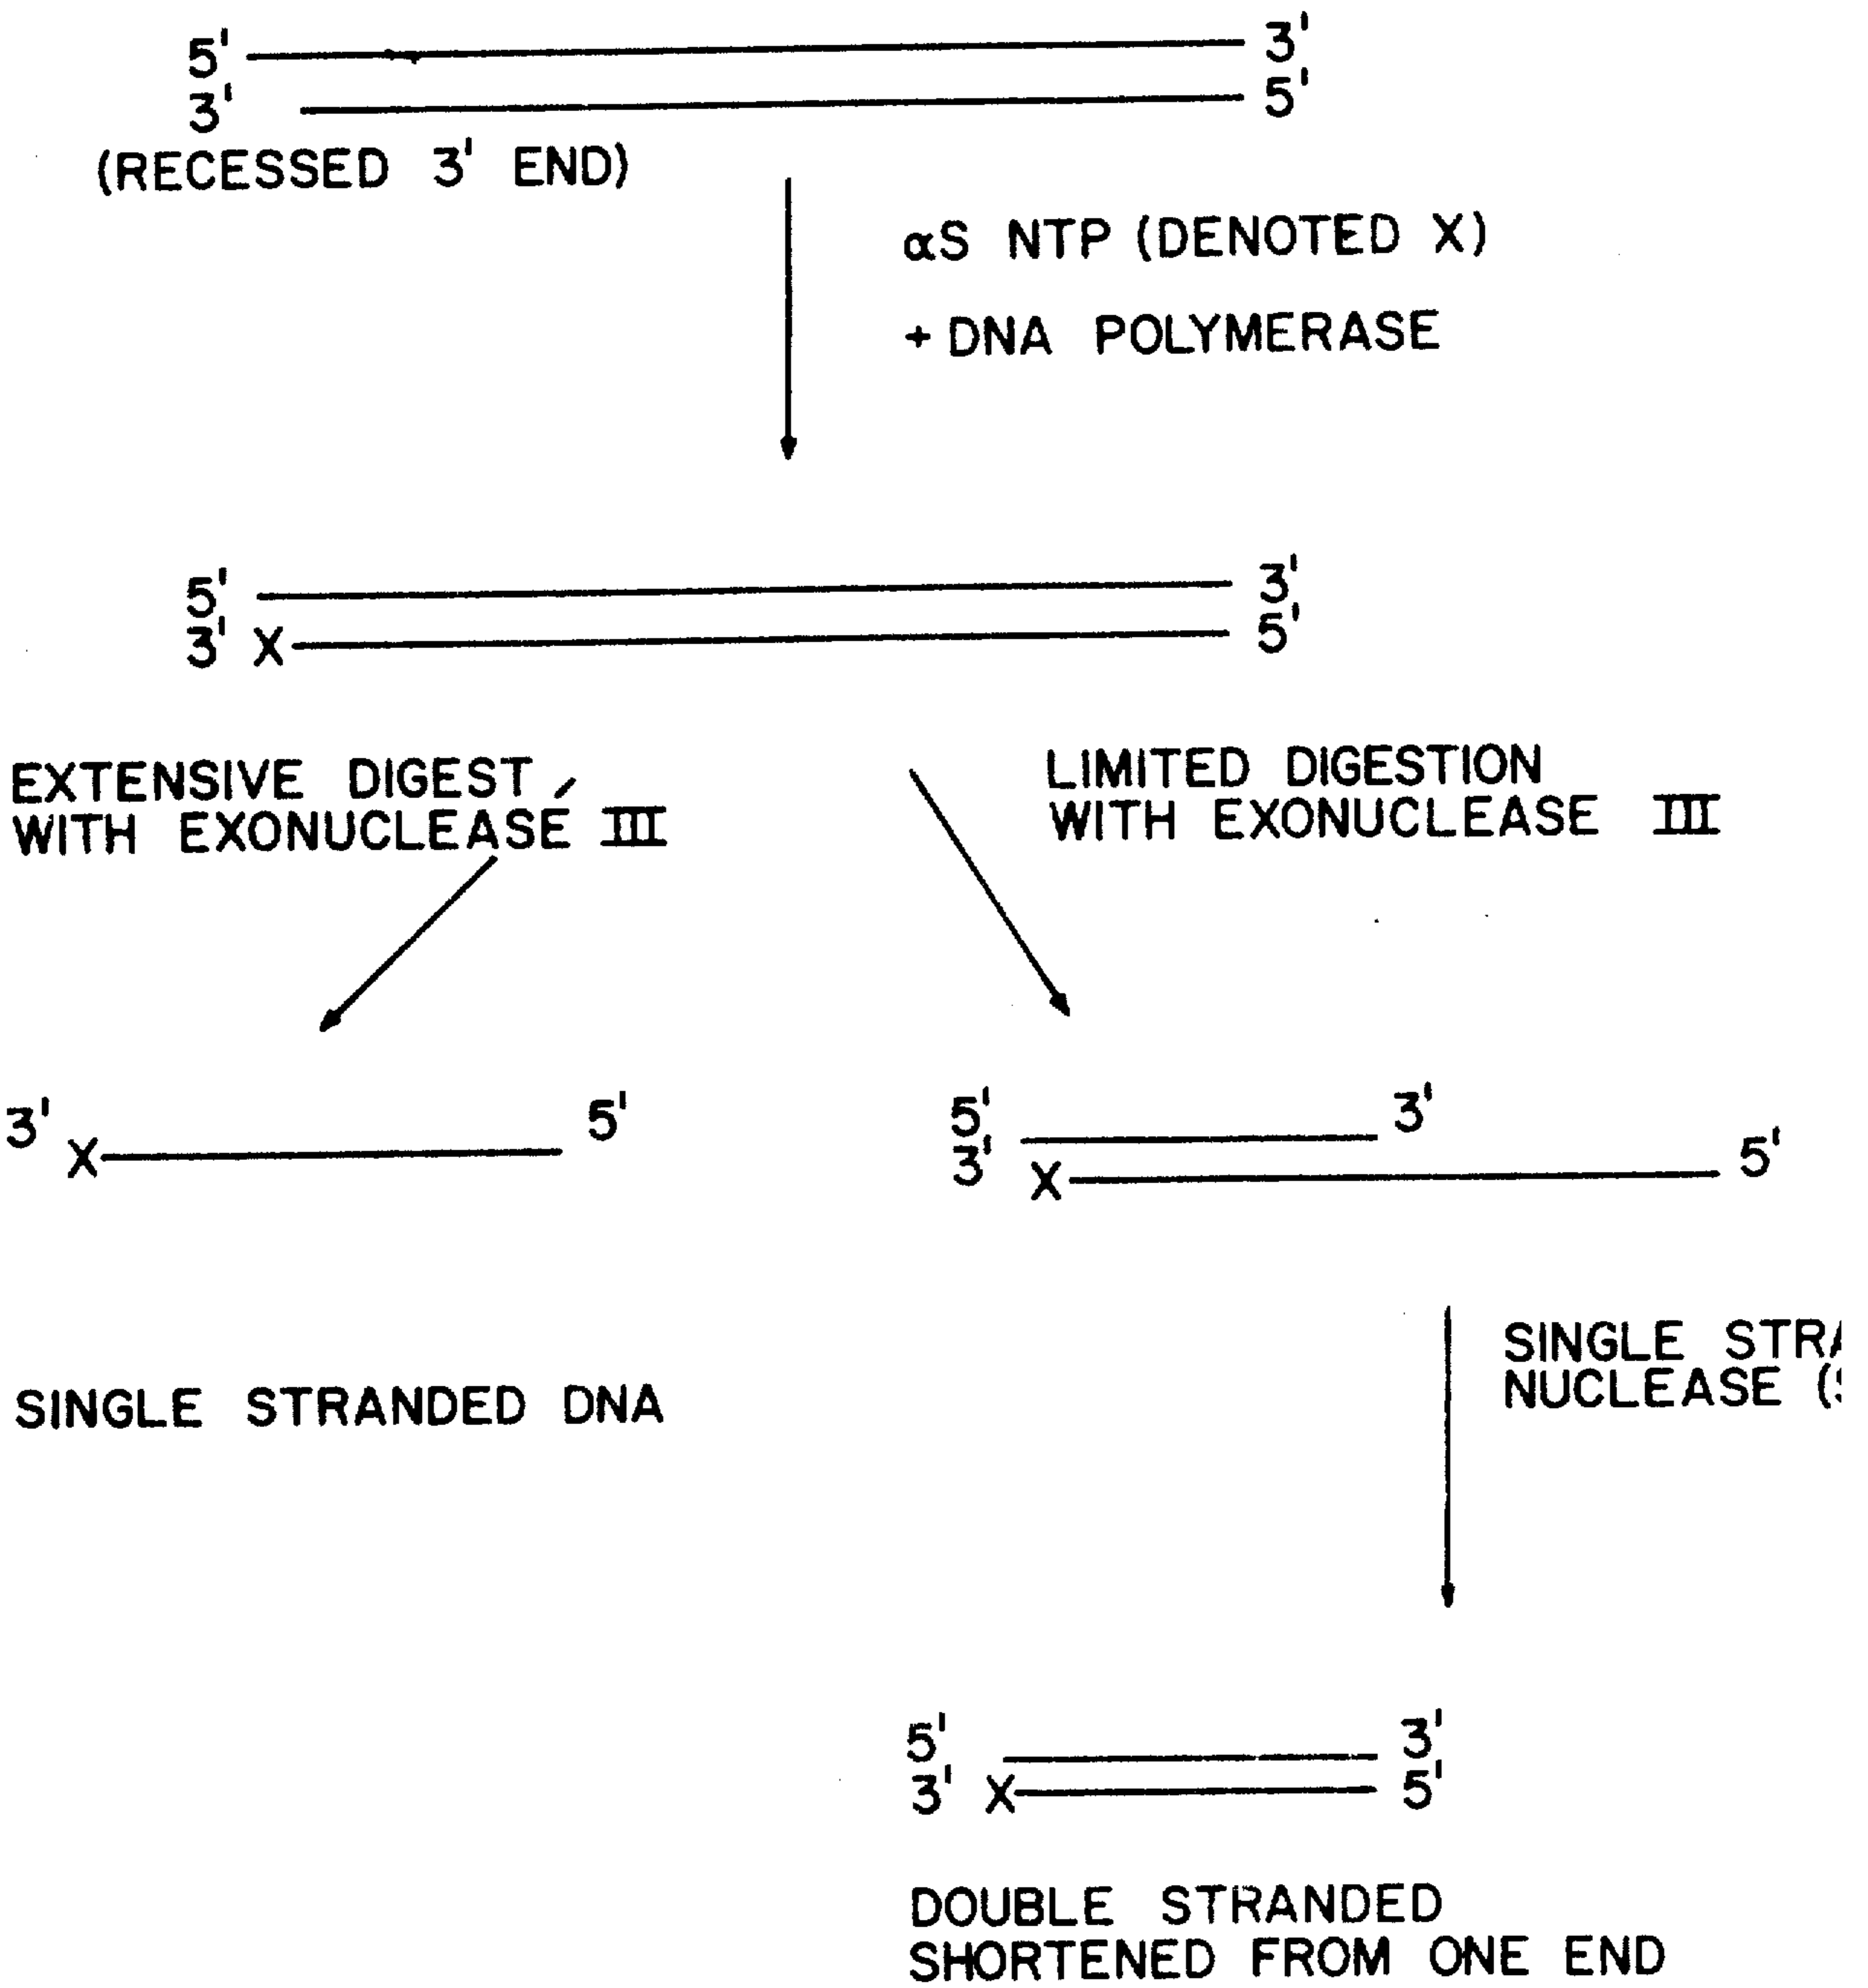 5' 3'
3' 5'
(RECESSED 3' END)
αS NTP (DENOTED X)
+ DNA POLYMERASE
5' 3'
3' X 5'
EXTENSIVE DIGEST
WITH EXONUCLEASE III
LIMITED DIGESTION
WITH EXONUCLEASE III
3' 5'
X
5' 3'
3' X 5'
SINGLE STRANDED DNA
SINGLE
NUCLEASE
5' 3'
3' X 5'
DOUBLE STRANDED
SHORTENED FROM ONE END